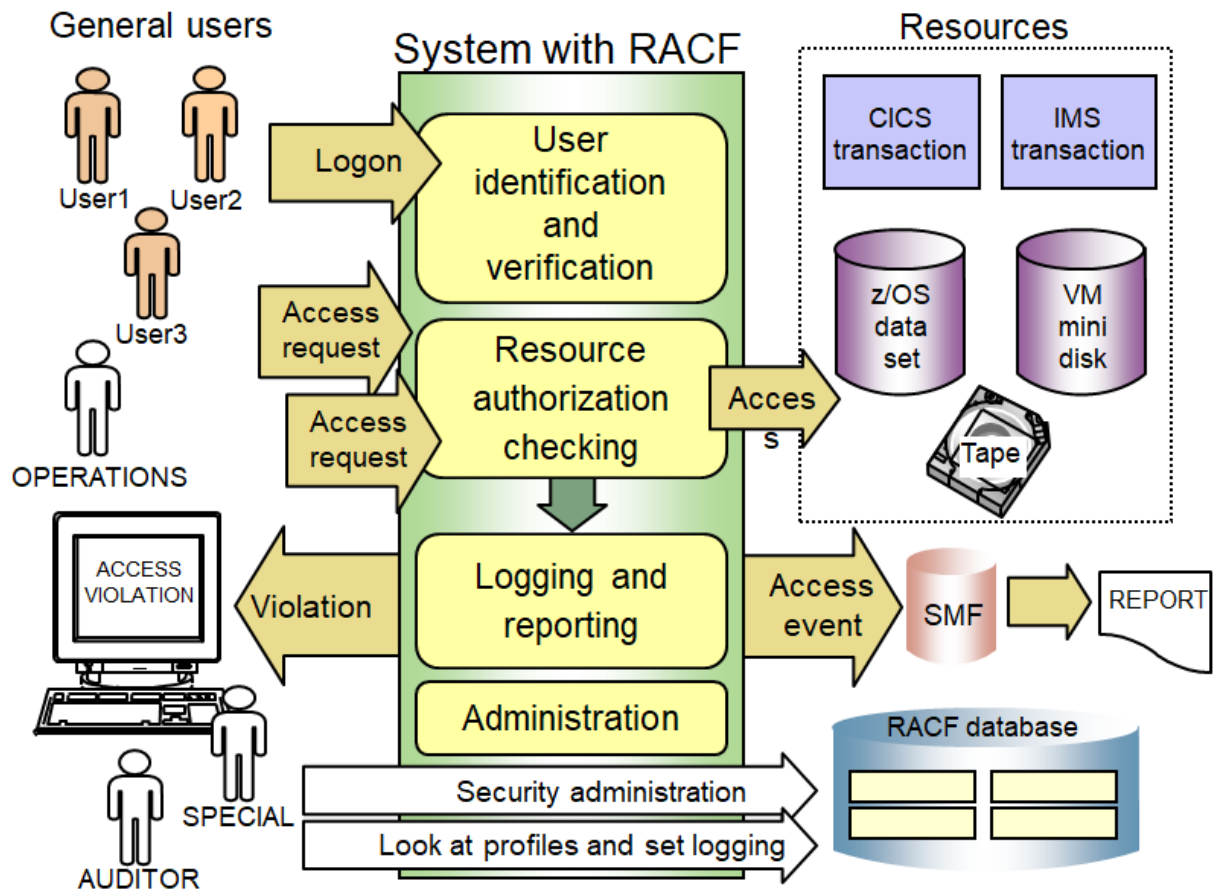 General users
System with RACF
Resources
User1
User2
User3
OPERATIONS
Logon
User
identification
and
verification
Access
request
Access
request
Resource
authorization
checking
Acces
s
CICS
transaction
IMS
transaction
z/OS
data
set
VM
mini
disk
Tape
ACCESS
VIOLATION
Violation
Logging and
reporting
Access
event
SMF
REPORT
Administration
RACF database
SPECIAL
AUDITOR
Security administration
Look at profiles and set logging